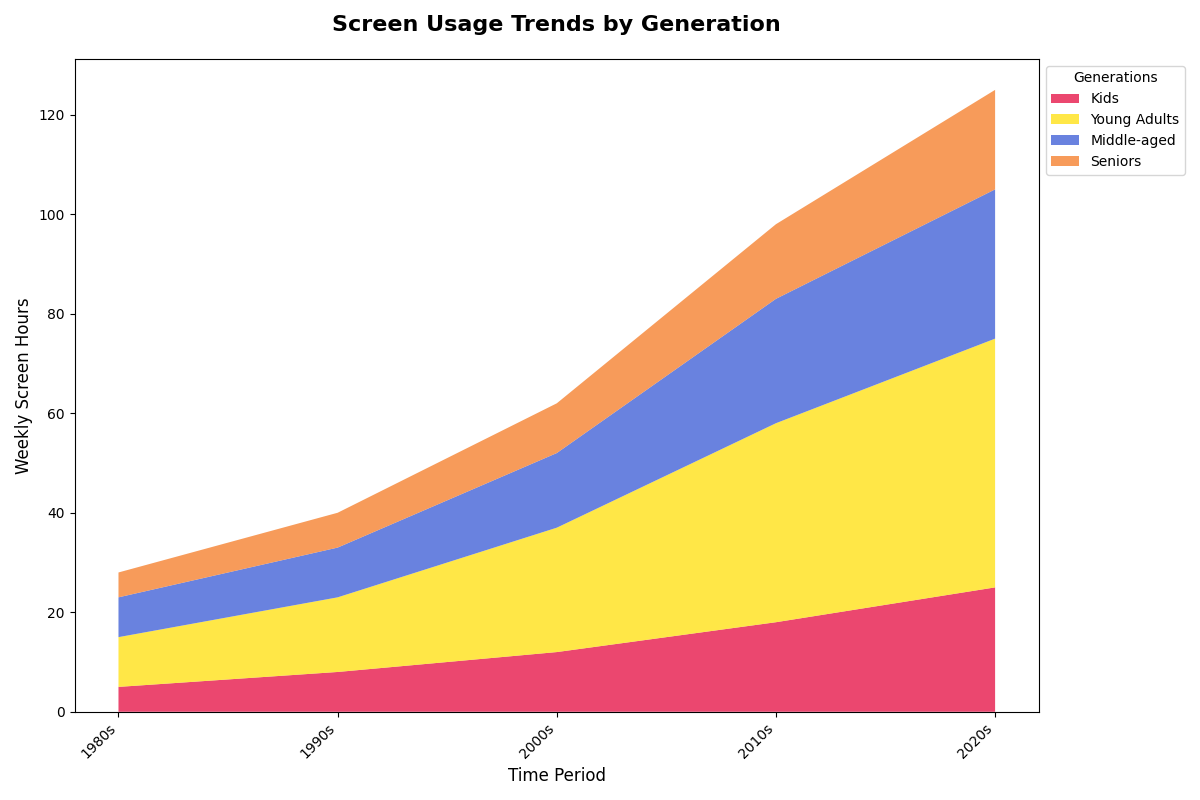 Screen Usage Trends by Generation
Generations
Kids
Young Adults
Middle-aged
Seniors
Weekly Screen Hours
120
100
80
60
40
20
0
1980s
1990s
2000s
2010s
2020s
Time Period